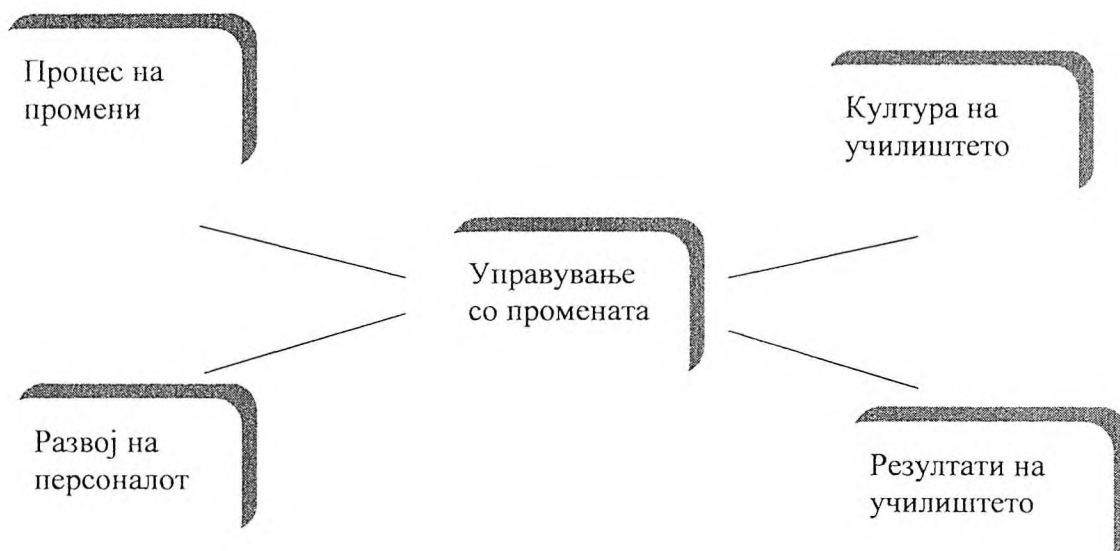 Процес на
промени
Култура на
училиштето
Управување
со промената
Развој на
персоналот
Резултати на
училиштето